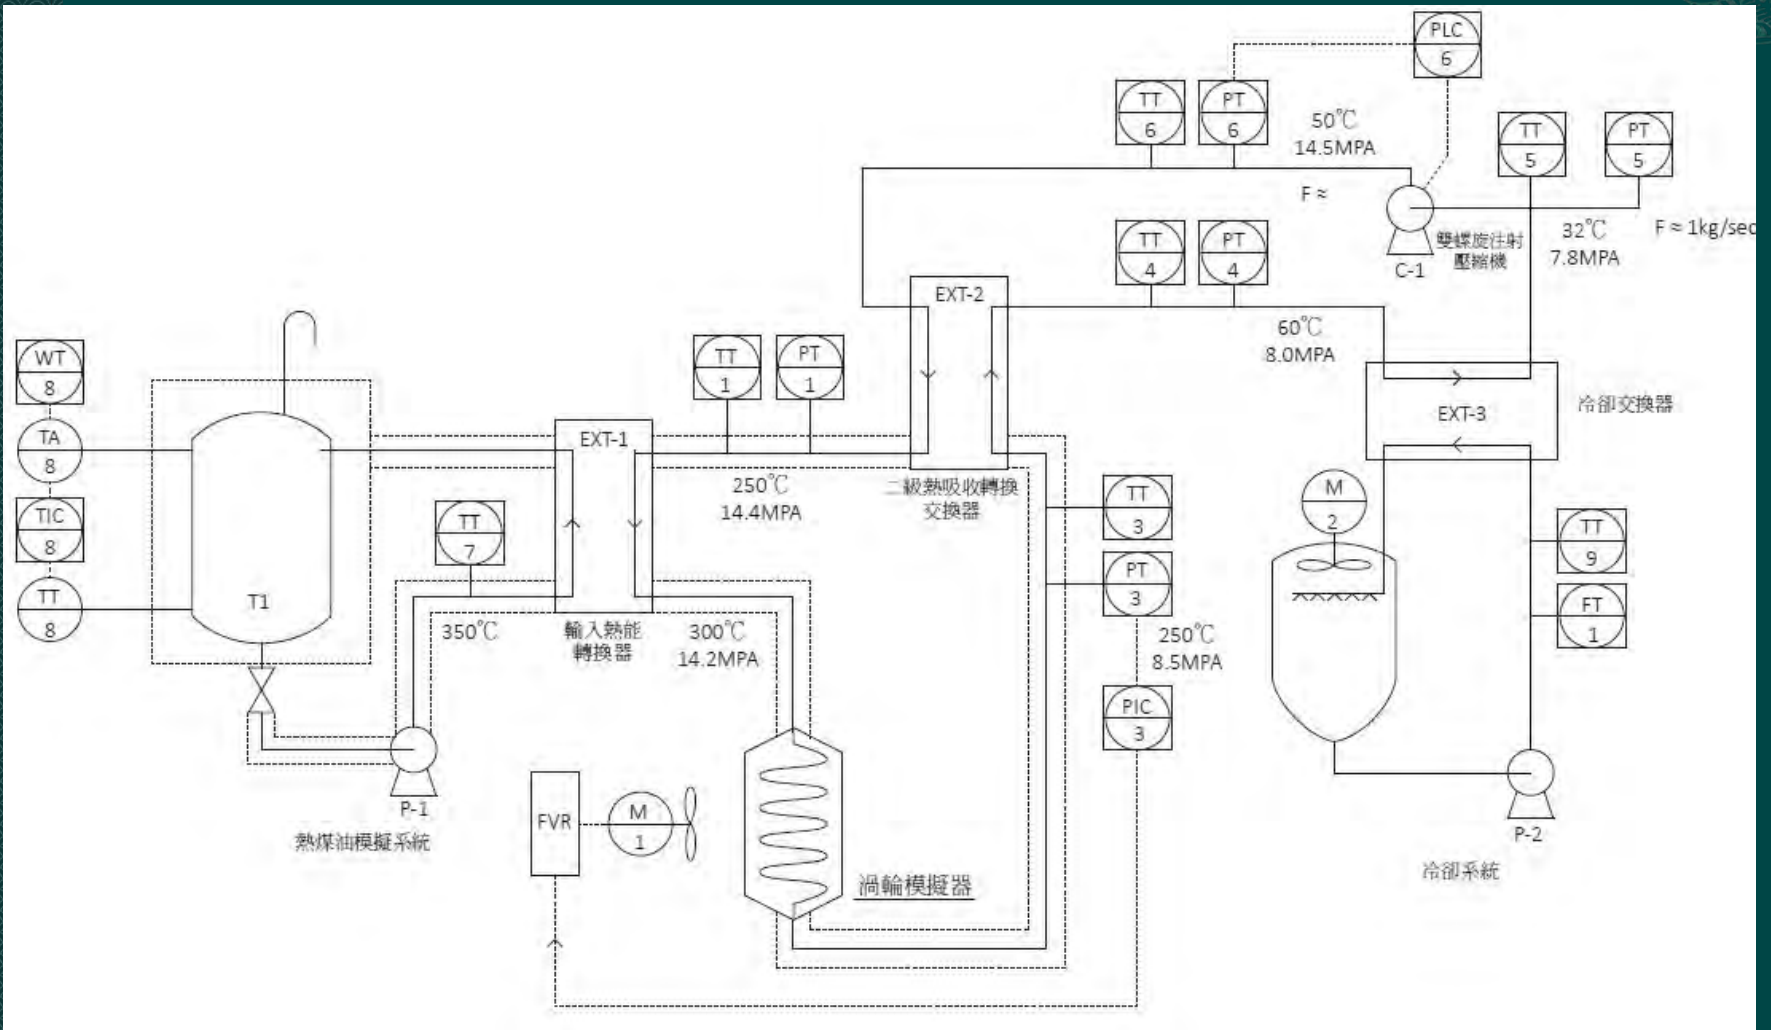 PLC
6
TT
6
PT
6
50℃
14.5MPA
F ≈
TT
5
PT
5
F ≈ 1kg/sec
32℃
7.8MPA
雙螺旋注射
壓縮機
C-1
TT
4
PT
4
EXT-2
60℃
8.0MPA
WT
8
TA
8
TIC
8
TT
8
T1
TT
1
PT
1
EXT-1
250℃
14.4MPA
二級熱吸收轉換
交換器
EXT-3
冷卻交換器
TT
7
350℃
輸入熱能
轉換器
300℃
14.2MPA
TT
3
PT
3
250℃
8.5MPA
PIC
3
M
2
TT
9
FT
1
P-1
熱煤油模擬系統
FVR
M
1
渦輪模擬器
P-2
冷卻系統